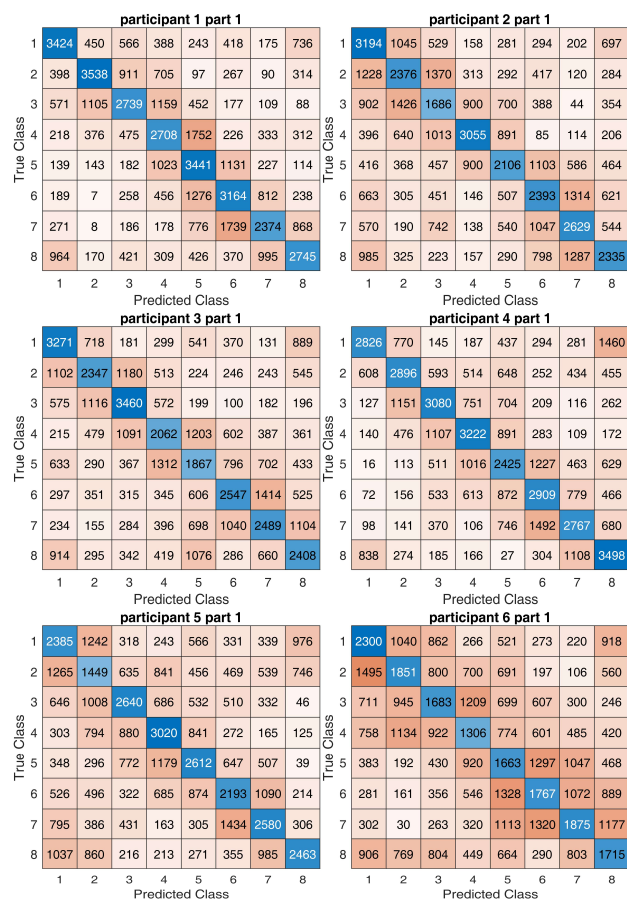 participant 1 part 1
participant 2 part 1
1 3424 450 566 388 243 418 175 736
2 398 3538 911 705 97 267 90 314
3 571 1105 2739 1159 452 177 109 88
4 218 376 475 2708 1752 226 333 312
5 139 143 182 1023 3441 1131 227 114
6 189 7 258 456 1276 3164 812 238
7 271 8 186 178 776 1739 2374 868
8 964 170 421 309 426 370 995 2745
1 2 3 4 5 6 7 8
True Class
Predicted Class
1 3194 1045 529 158 281 294 202 697
2 1228 2376 1370 313 292 417 120 284
3 902 1426 1686 900 700 388 44 354
4 396 640 1013 3055 891 85 114 206
5 416 368 457 900 2106 1103 586 464
6 663 305 451 146 507 2393 1314 621
7 570 190 742 138 540 1047 2629 544
8 985 325 223 157 290 798 1287 2335
1 2 3 4 5 6 7 8
True Class
Predicted Class
participant 3 part 1
participant 4 part 1
1 3271 718 181 299 541 370 131 889
2 1102 2347 1180 513 224 246 243 545
3 575 1116 3460 572 199 100 182 196
4 215 479 1091 2062 1203 602 387 361
5 633 290 367 1312 1867 796 702 433
6 297 351 315 345 606 2547 1414 525
7 234 155 284 396 698 1040 2489 1104
8 914 295 342 419 1076 286 660 2408
1 2 3 4 5 6 7 8
True Class
Predicted Class
1 2826 770 145 187 437 294 281 1460
2 608 2896 593 514 648 252 434 455
3 127 1151 3080 751 704 209 116 262
4 140 476 1107 3222 891 283 109 172
5 16 113 511 1016 2425 1227 463 629
6 72 156 533 613 872 2909 779 466
7 98 141 370 106 746 1492 2767 680
8 838 274 185 166 27 304 1108 3498
1 2 3 4 5 6 7 8
True Class
Predicted Class
participant 5 part 1
participant 6 part 1
1 2385 1242 318 243 566 331 339 976
2 1265 1449 635 841 456 469 539 746
3 646 1008 2640 686 532 510 332 46
4 303 794 880 3020 841 272 165 125
5 348 296 772 1179 2612 647 507 39
6 526 496 322 685 874 2193 1090 214
7 795 386 431 163 305 1434 2580 306
8 1037 860 216 213 271 355 985 2463
1 2 3 4 5 6 7 8
True Class
Predicted Class
1 2300 1040 862 266 521 273 220 918
2 1495 1851 800 700 691 197 106 560
3 711 945 1683 1209 699 607 300 246
4 758 1134 922 1306 774 601 485 420
5 383 192 430 920 1663 1297 1047 468
6 281 161 356 546 1328 1767 1072 889
7 302 30 263 320 1113 1320 1875 1177
8 906 769 804 449 664 290 803 1715
1 2 3 4 5 6 7 8
True Class
Predicted Class